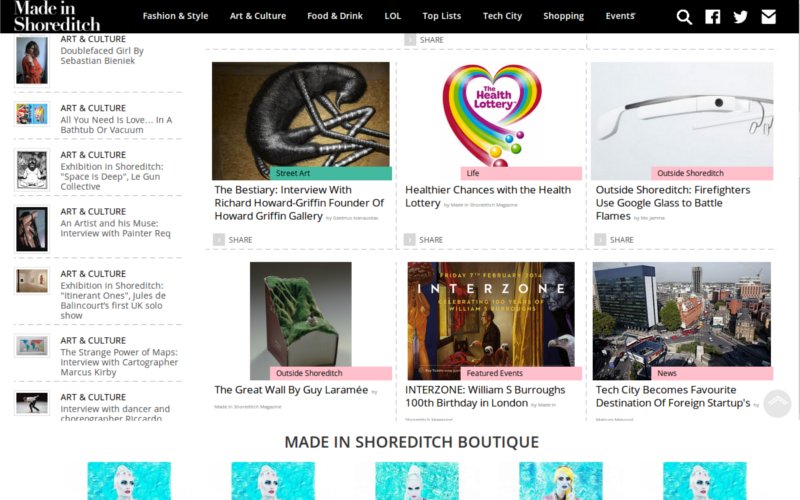 Made in
Shoreditch
Fashion & Style
Art & Culture
Food & Drink
LOL
Top Lists
Tech City
Shopping
Events
ART & CULTURE
Doublefaced Girl By
Sebastian Bieniek
ART & CULTURE
All You Need Is Love... In A
Bathtub Or Vacuum
ART & CULTURE
Exhibition in Shoreditch:
"Space is Deep", Le Gun
Collective
ART & CULTURE
An Artist and his Muse:
Interview with Painter Req
ART & CULTURE
Exhibition in Shoreditch:
"Itinerant Ones", Jules de
Balincourt's first UK solo
show
ART & CULTURE
The Strange Power of Maps:
Interview with Cartographer
Marcus Kirby
ART & CULTURE
Interview with dancer and
choreographer Riccardo
SHARE
The
Health
Lottery
Street Art
Life
Outside Shoreditch
The Bestiary: Interview With
Richard Howard-Griffin Founder Of
Howard Griffin Gallery
Healthier Chances with the Health
Lottery by Made in Shoreditch Magazine
Outside Shoreditch: Firefighters
Use Google Glass to Battle
Flames by Mo Jamma
SHARE
SHARE
SHARE
FRIDAY 7TH FEBRUARY 2014
INTERZONE
CELEBRATING 100 YEARS OF
WILLIAM S BURROUGHS
Outside Shoreditch
Featured Events
News
The Great Wall By Guy Laramée by
Made in Shoreditch Magazine
INTERZONE: William S Burroughs
100th Birthday in London by Made in
Shoreditch Magazine
Tech City Becomes Favourite
Destination Of Foreign Startup's by
MADE IN SHOREDITCH BOUTIQUE